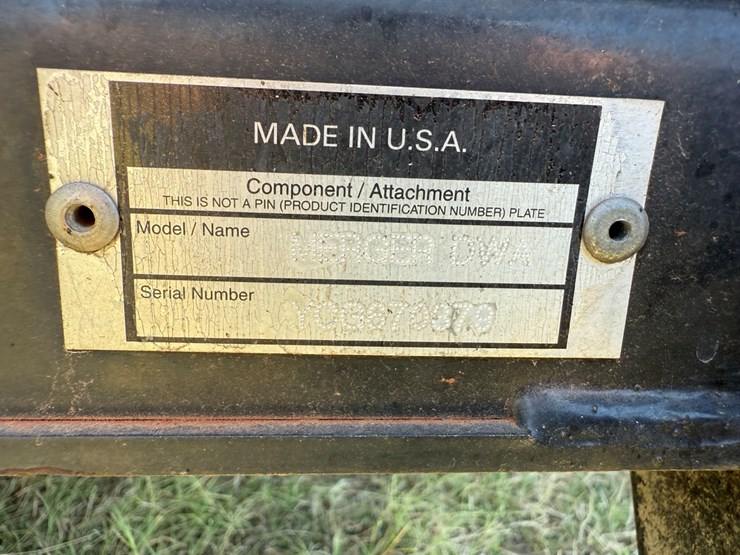 MADE IN U.S.A.
Component / Attachment
THIS IS NOT A PIN (PRODUCT IDENTIFICATION NUMBER) PLATE
Model / Name MERGER DWA
Serial Number